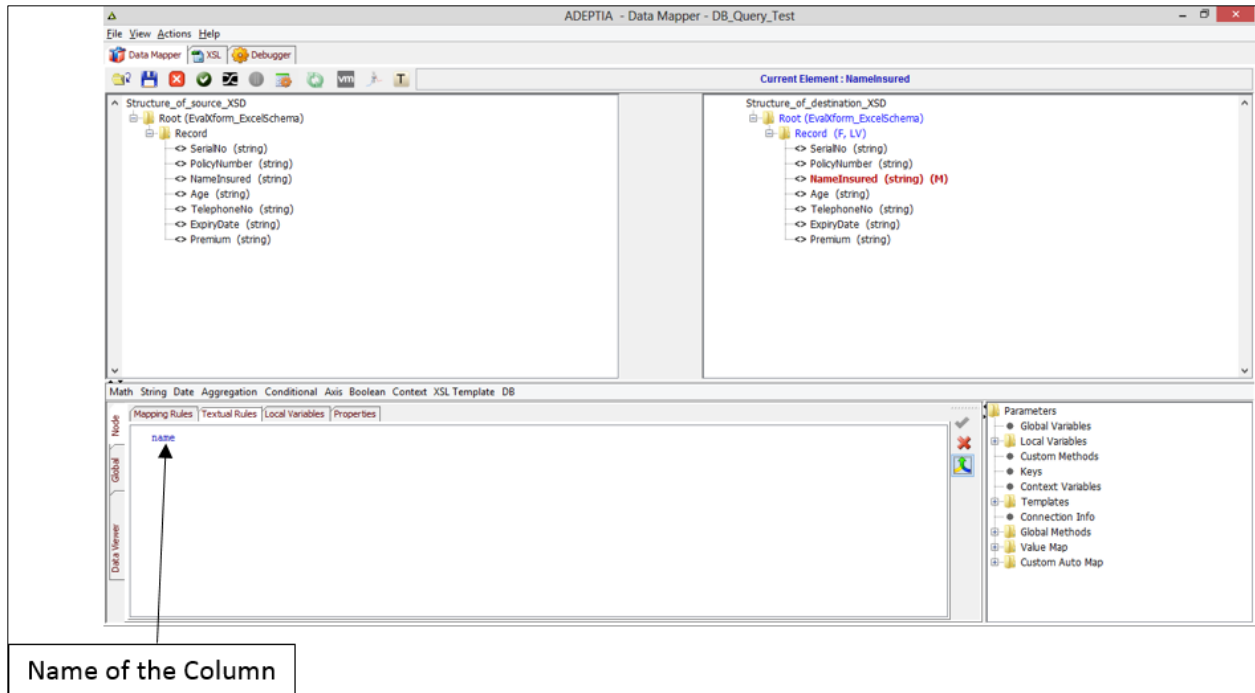 ADEPTIA - Data Mapper - DB_Query_Test
File View Actions Help
Data Mapper XSL Debugger
vm T Current Element : NameInsured
Structure_of_source_XSD
Root (EvalXform_ExcelSchema)
Record
<> SerialNo (string)
<> PolicyNumber (string)
<> NameInsured (string)
<> Age (string)
<> TelephoneNo (string)
<> ExpiryDate (string)
<> Premium (string)
Structure_of_destination_XSD
Root (EvalXform_ExcelSchema)
Record (F, LV)
<> SerialNo (string)
<> PolicyNumber (string)
<> NameInsured (string) (M)
<> Age (string)
<> TelephoneNo (string)
<> ExpiryDate (string)
<> Premium (string)
Math String Date Aggregation Conditional Axis Boolean Context XSL Template DB
Node
Global
Data Viewer
Mapping Rules Textual Rules Local Variables Properties
name
Parameters
Global Variables
Local Variables
Custom Methods
Keys
Context Variables
Templates
Connection Info
Global Methods
Value Map
Custom Auto Map
Name of the Column